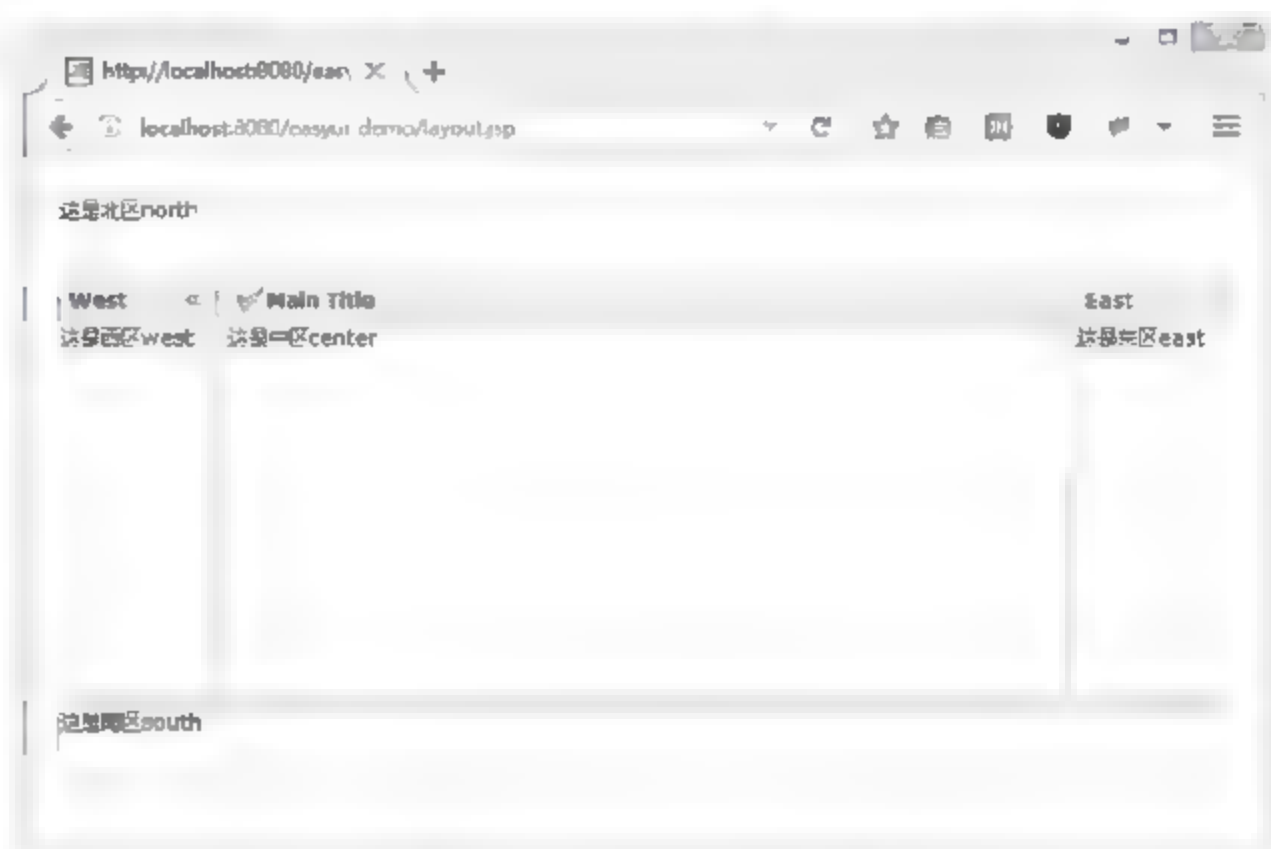 http://localhost:8080/eas
localhost:8080/easyui-demo/layout.jsp
这是北区north
West « Main Title East
这是西区west 这是中区center 这是东区east
这是南区south